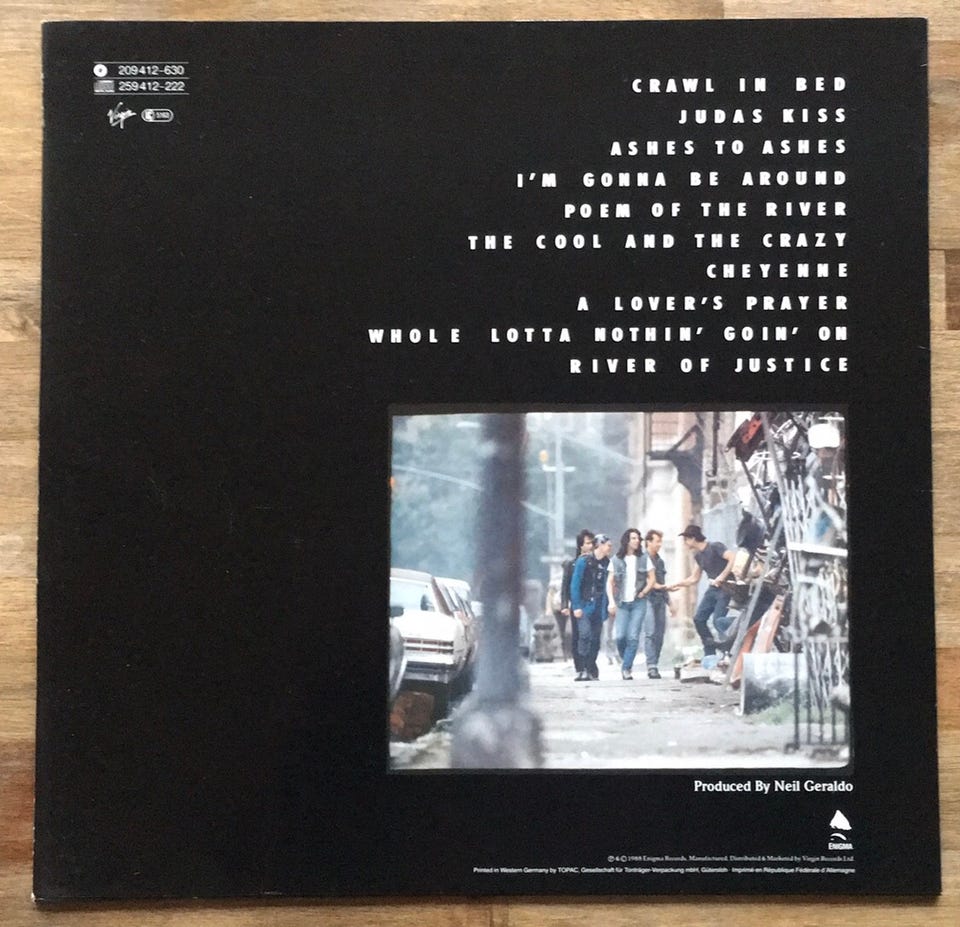 209 412-630
259 412-222
Virgin
CRAWL IN BED
JUDAS KISS
ASHES TO ASHES
I'M GONNA BE AROUND
POEM OF THE RIVER
THE COOL AND THE CRAZY
CHEYENNE
A LOVER'S PRAYER
WHOLE LOTTA NOTHIN' GOIN' ON
RIVER OF JUSTICE
Produced By Neil Geraldo
ENIGMA
℗ & © 1988 Enigma Records. Manufactured. Distributed & Marketed by Virgin Records Ltd.
Printed in Western Germany by TOPAC, Gesellschaft für Tonträger-Verpackung mbH, Gütersloh · Imprimé en République Fédérale d'Allemagne